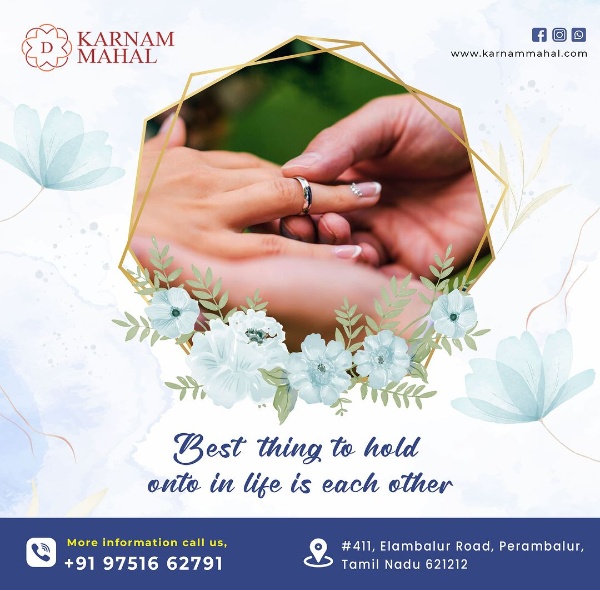 D
KARNAM
MAHAL
www.karnammahal.com
Best thing to hold
onto in life is each other
More information call us,
+91 97516 62791
#411, Elambalur Road, Perambalur,
Tamil Nadu 621212